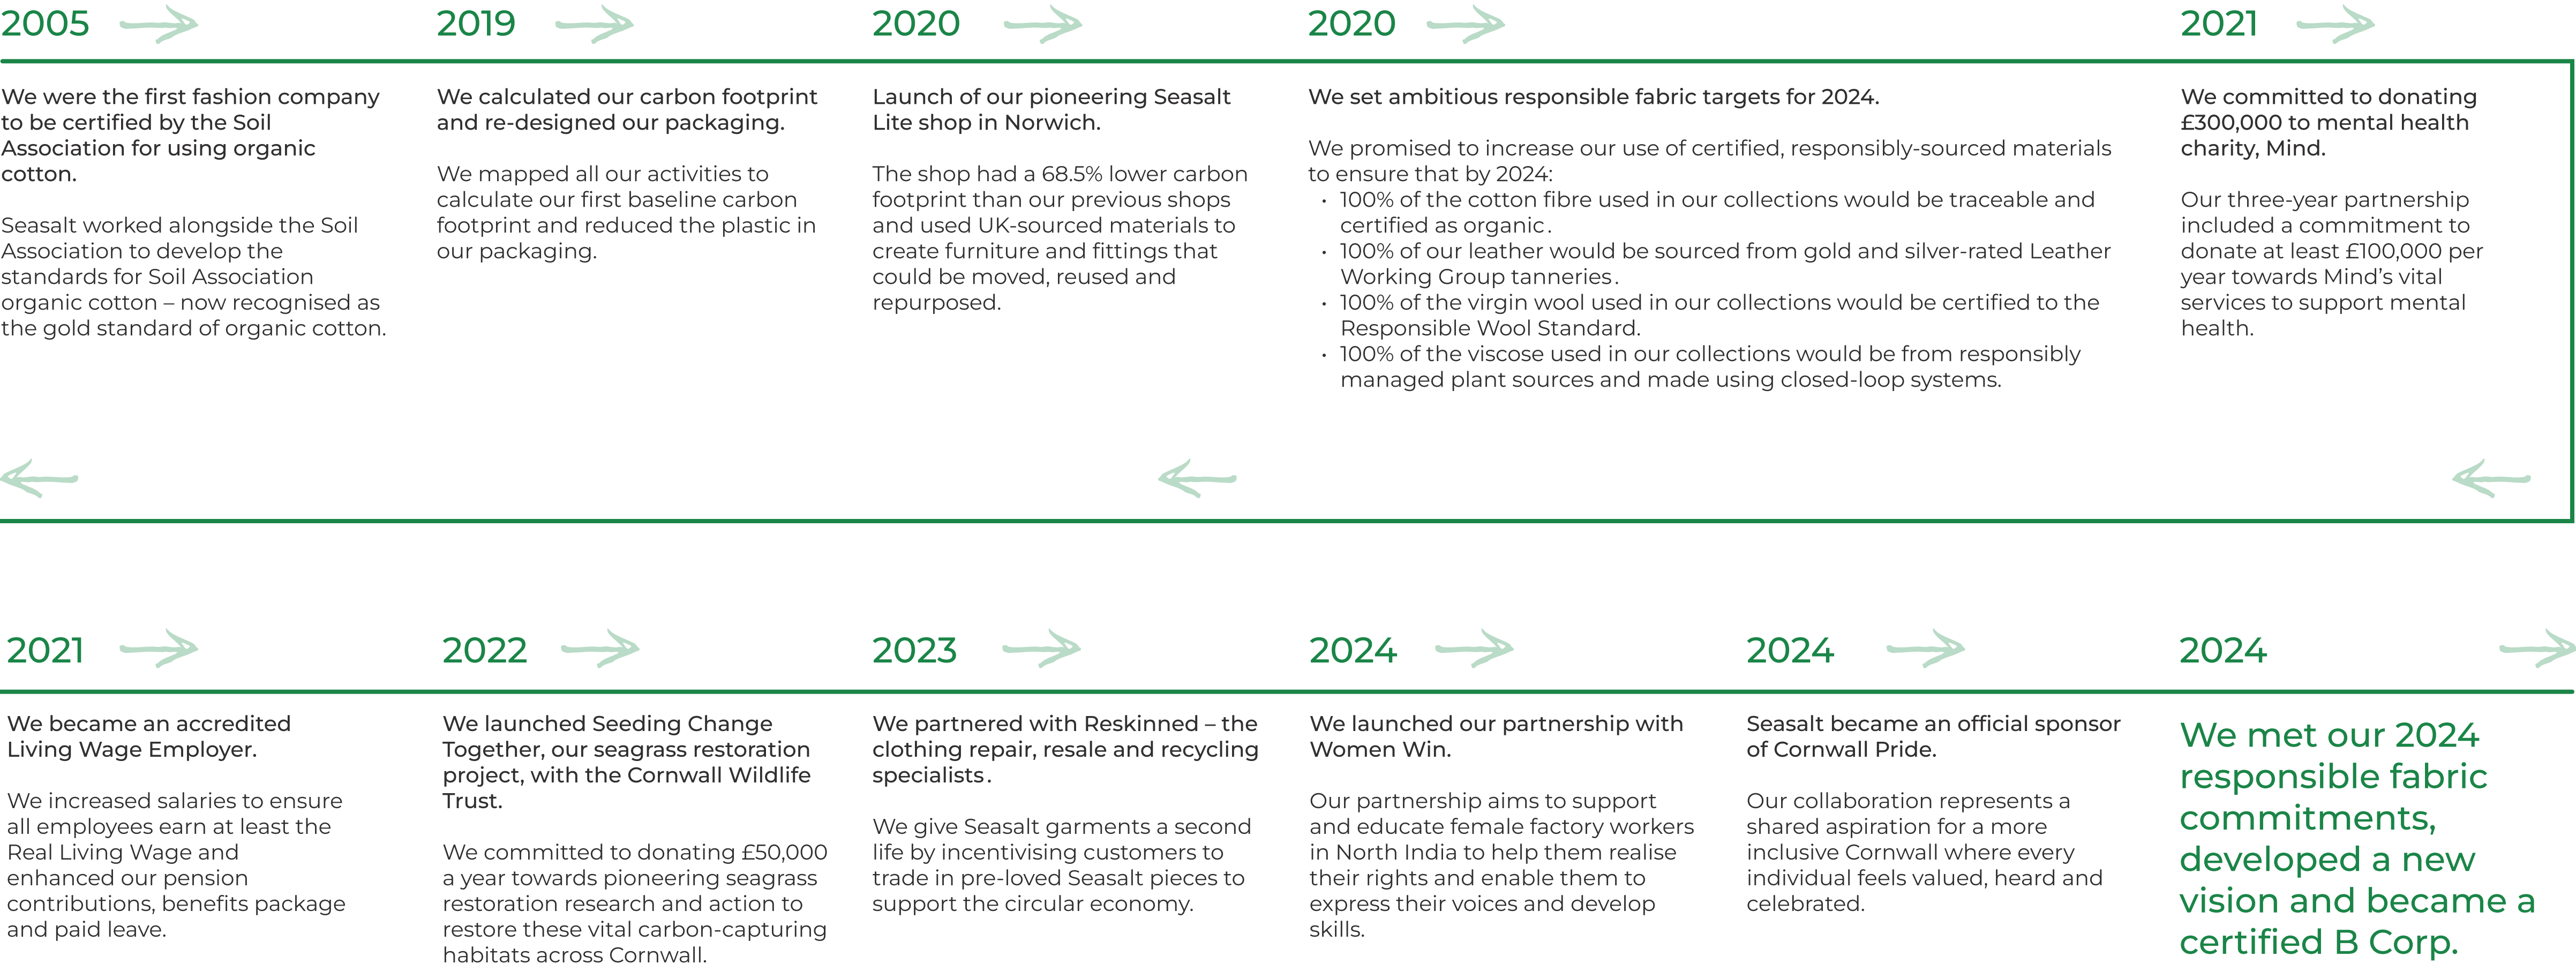 2005
We were the first fashion company
to be certified by the Soil
Association for using organic
cotton.
Seasalt worked alongside the Soil
Association to develop the
standards for Soil Association
organic cotton – now recognised as
the gold standard of organic cotton.
2019
We calculated our carbon footprint
and re-designed our packaging.
We mapped all our activities to
calculate our first baseline carbon
footprint and reduced the plastic in
our packaging.
2020
Launch of our pioneering Seasalt
Lite shop in Norwich.
The shop had a 68.5% lower carbon
footprint than our previous shops
and used UK-sourced materials to
create furniture and fittings that
could be moved, reused and
repurposed.
2020
We set ambitious responsible fabric targets for 2024.
We promised to increase our use of certified, responsibly-sourced materials
to ensure that by 2024:
• 100% of the cotton fibre used in our collections would be traceable and
certified as organic.
• 100% of our leather would be sourced from gold and silver-rated Leather
Working Group tanneries.
• 100% of the virgin wool used in our collections would be certified to the
Responsible Wool Standard.
• 100% of the viscose used in our collections would be from responsibly
managed plant sources and made using closed-loop systems.
2021
We committed to donating
£300,000 to mental health
charity, Mind.
Our three-year partnership
included a commitment to
donate at least £100,000 per
year towards Mind’s vital
services to support mental
health.
2021
We became an accredited
Living Wage Employer.
We increased salaries to ensure
all employees earn at least the
Real Living Wage and
enhanced our pension
contributions, benefits package
and paid leave.
2022
We launched Seeding Change
Together, our seagrass restoration
project, with the Cornwall Wildlife
Trust.
We committed to donating £50,000
a year towards pioneering seagrass
restoration research and action to
restore these vital carbon-capturing
habitats across Cornwall.
2023
We partnered with Reskinned – the
clothing repair, resale and recycling
specialists.
We give Seasalt garments a second
life by incentivising customers to
trade in pre-loved Seasalt pieces to
support the circular economy.
2024
We launched our partnership with
Women Win.
Our partnership aims to support
and educate female factory workers
in North India to help them realise
their rights and enable them to
express their voices and develop
skills.
2024
Seasalt became an official sponsor
of Cornwall Pride.
Our collaboration represents a
shared aspiration for a more
inclusive Cornwall where every
individual feels valued, heard and
celebrated.
2024
We met our 2024
responsible fabric
commitments,
developed a new
vision and became a
certified B Corp.